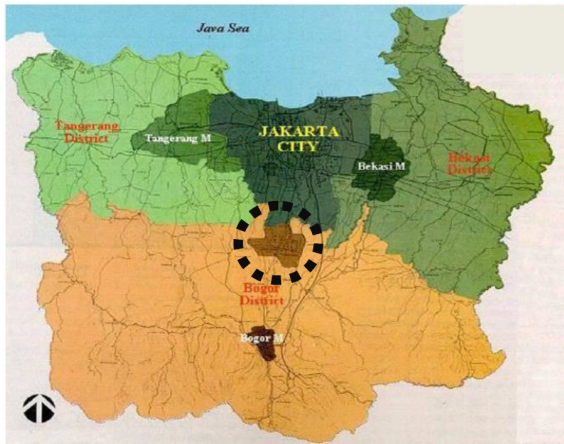 Java Sea
Tangerang
District
Tangerang M
JAKARTA
CITY
Bekasi M
Bekasi
District
Bogor
District
Bogor M